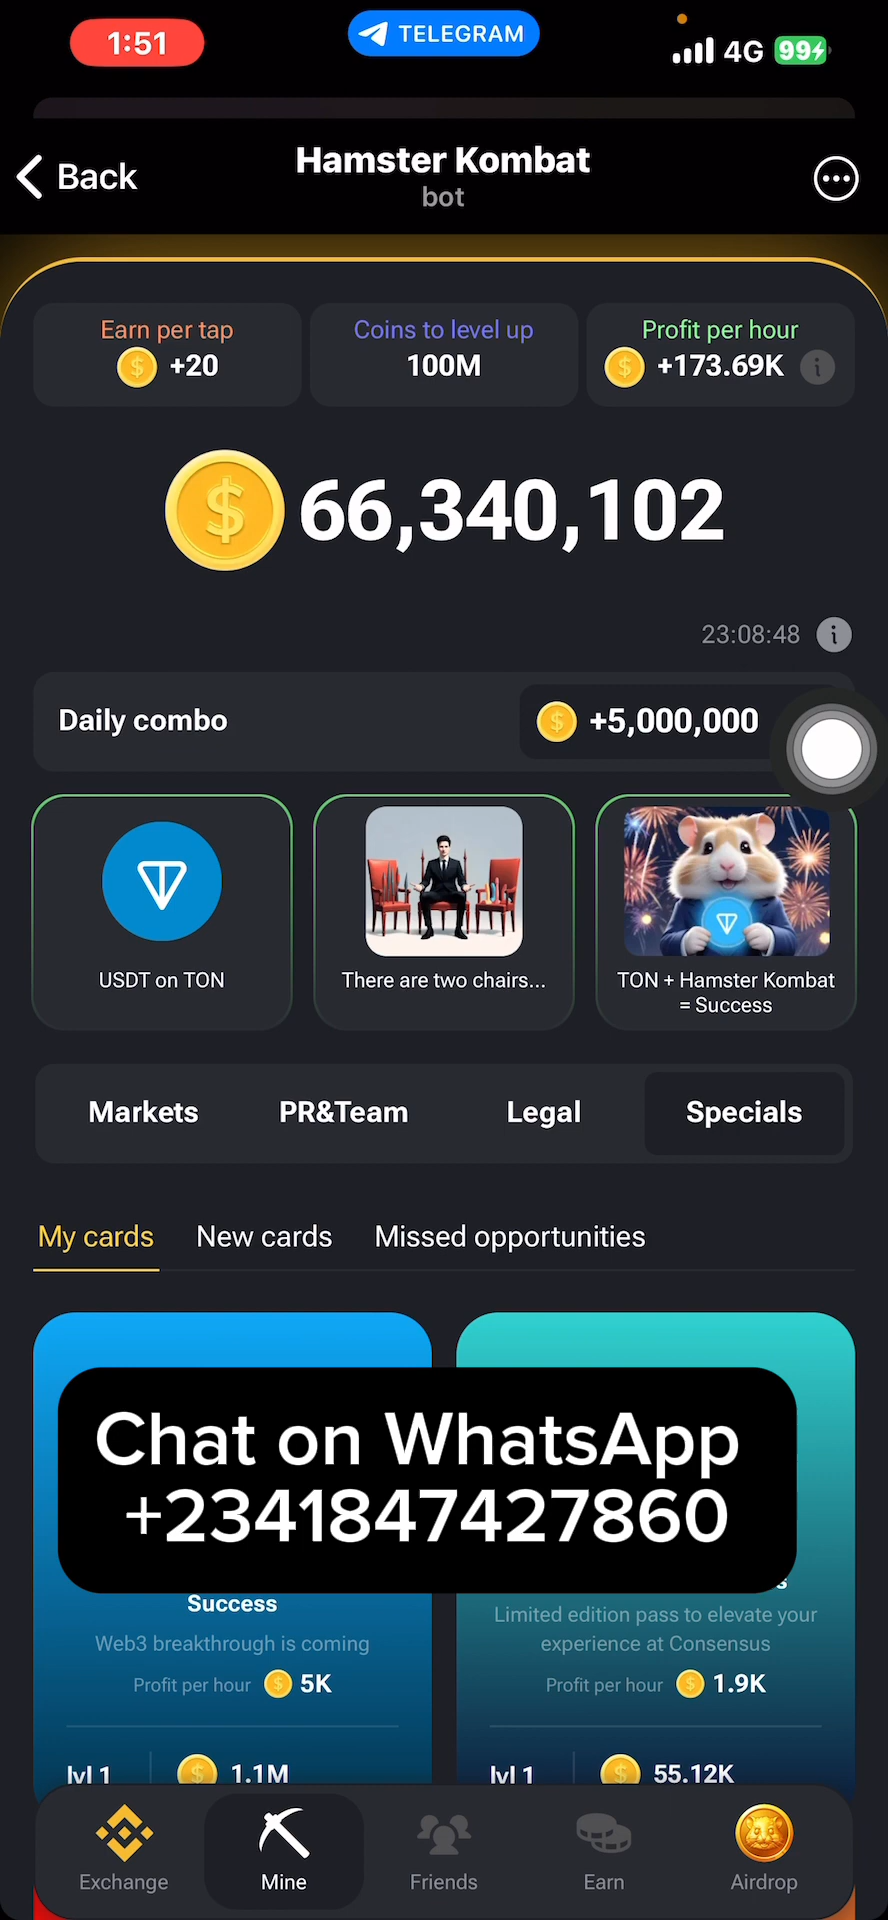 1:51
TELEGRAM
4G
99
Back
Hamster Kombat
bot
Earn per tap
+20
Coins to level up
100M
Profit per hour
+173.69K
66,340,102
23:08:48
Daily combo
+5,000,000
USDT on TON
There are two chairs...
TON + Hamster Kombat
= Success
Markets
PR&Team
Legal
Specials
My cards
New cards
Missed opportunities
Chat on WhatsApp
+2341847427860
Success
Web3 breakthrough is coming
Profit per hour
5K
lvl 1
1.1M
s
Limited edition pass to elevate your
experience at Consensus
Profit per hour
1.9K
lvl 1
55.12K
Exchange
Mine
Friends
Earn
Airdrop